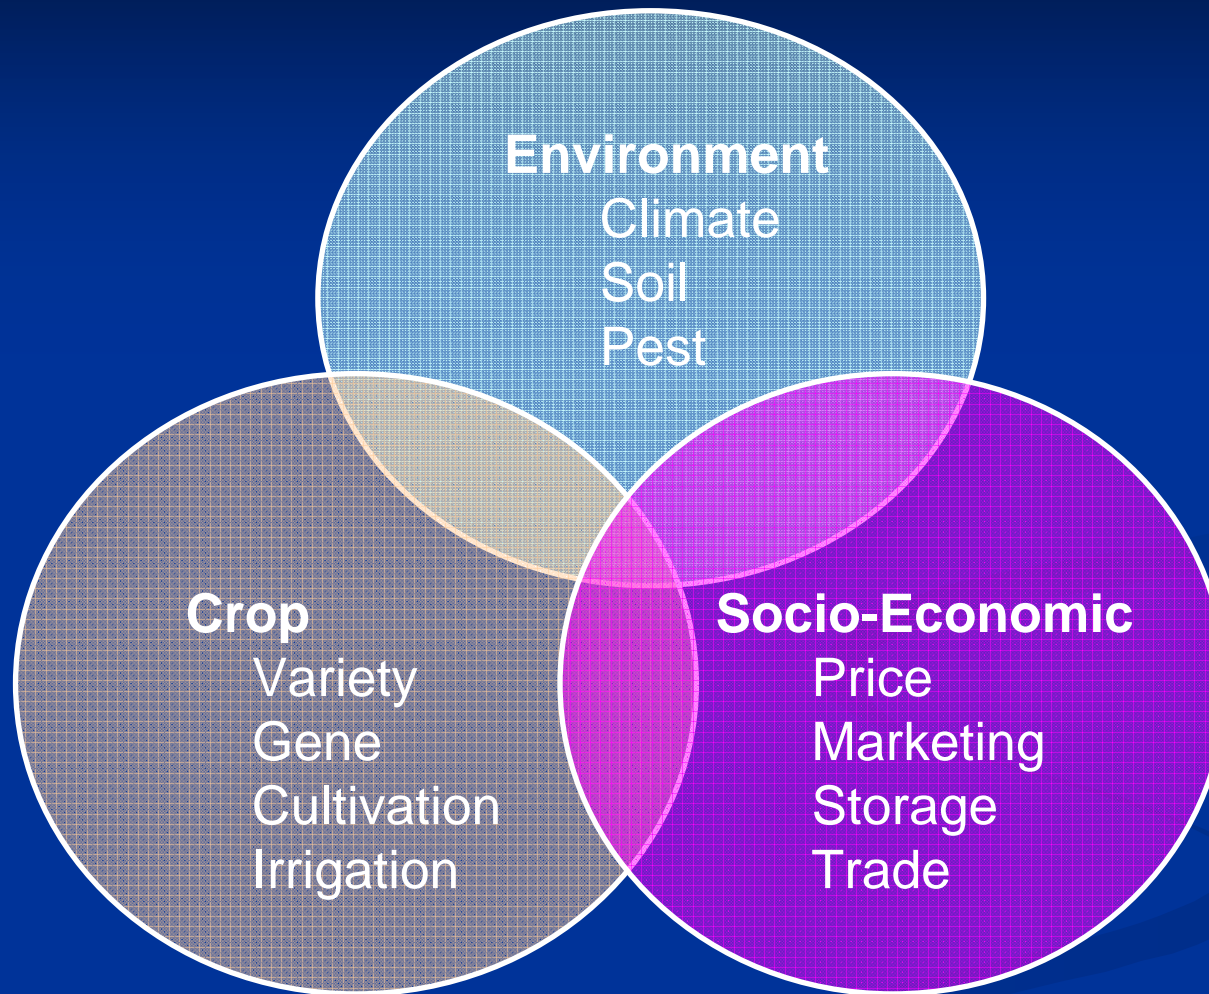 Environment
Climate
Soil
Pest
Crop
Variety
Gene
Cultivation
Irrigation
Socio-Economic
Price
Marketing
Storage
Trade